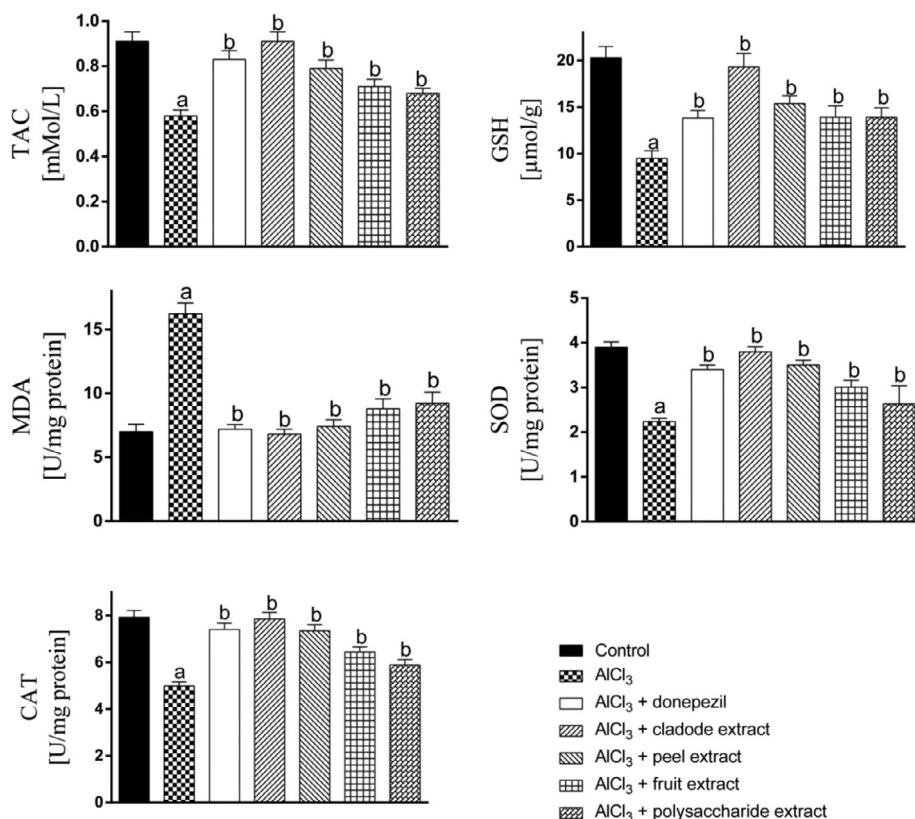 TAC
[mMol/L]
1.0
0.8
0.6
0.4
0.2
0.0
a
b
b
b
b
b
GSH
[µmol/g]
20
15
10
5
0
a
b
b
b
b
b
MDA
[U/mg protein]
15
10
5
0
a
b
b
b
b
b
SOD
[U/mg protein]
5
4
3
2
1
0
a
b
b
b
b
b
CAT
[U/mg protein]
8
6
4
2
0
a
b
b
b
b
b
Control
AlCl₃
AlCl₃ + donepezil
AlCl₃ + cladode extract
AlCl₃ + peel extract
AlCl₃ + fruit extract
AlCl₃ + polysaccharide extract